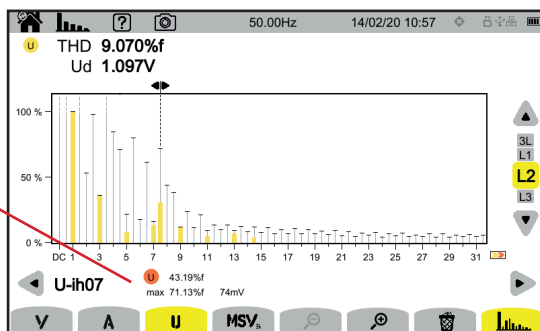 50.00Hz 14/02/20 10:57
U THD 9.070%f
Ud 1.097V
100 %
50 %
0 %
DC 1 3 5 7 9 11 13 15 17 19 21 23 25 27 29 31
3L
L1
L2
L3
U-ih07 U 43.19%f
max 71.13%f 74mV
V A U MSV